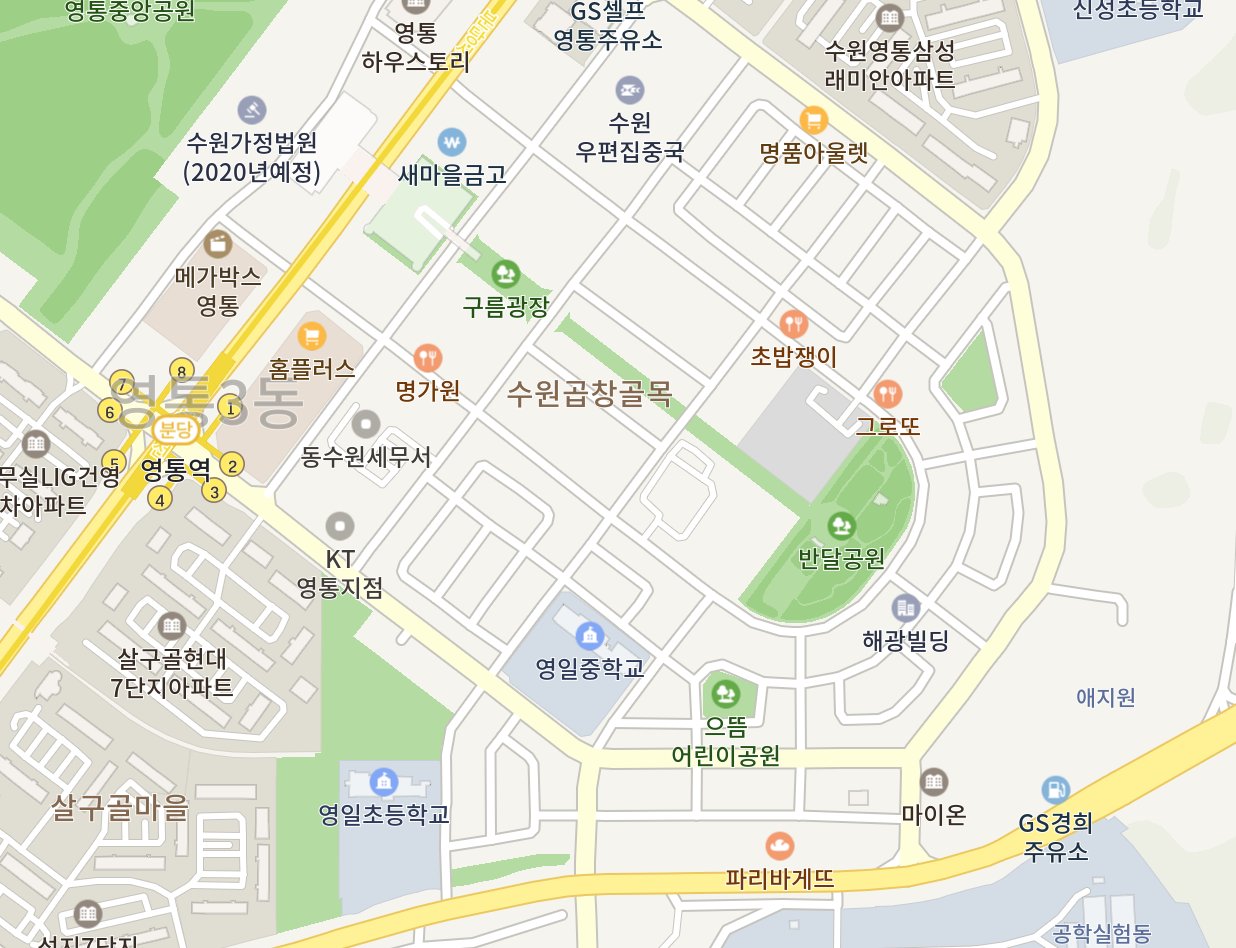 영통중앙공원
영통
하우스토리
GS셀프
영통주유소
신성초등학교
수원영통삼성
래미안아파트
수원가정법원
(2020년예정)
새마을금고
수원
우편집중국
명품아울렛
메가박스
영통
구름광장
홈플러스
명가원
수원곱창골목
초밥쟁이
그로또
영통3동
8
7
6
1
분당
5
영통역
2
4
3
동수원세무서
무실LIG건영
차아파트
KT
영통지점
반달공원
해광빌딩
살구골현대
7단지아파트
영일중학교
으뜸
어린이공원
애지원
살구골마을
영일초등학교
마이온
GS경희
주유소
파리바게뜨
공학실험동